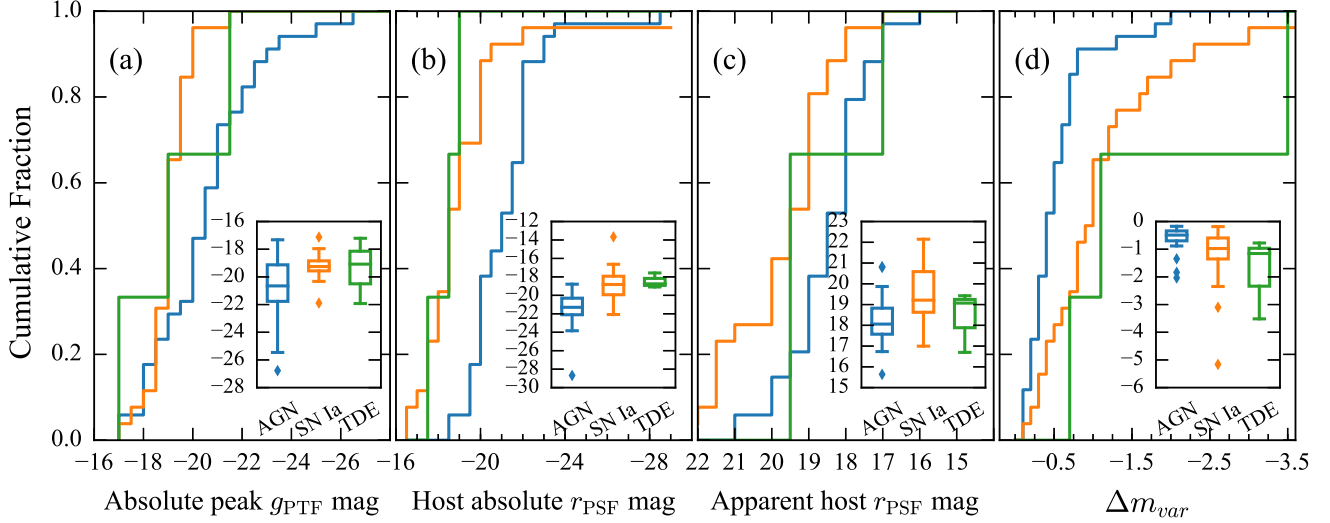 Cumulative Fraction
1.0
0.8
0.6
0.4
0.2
0.0
(a)
−16
−18
−20
−22
−24
−26
−28
AGN
SN Ia
TDE
−16 −18 −20 −22 −24 −26
Absolute peak g_PTF mag
(b)
−12
−14
−16
−18
−20
−22
−24
−26
−28
−30
AGN
SN Ia
TDE
−16 −20 −24 −28
Host absolute r_PSF mag
(c)
23
22
21
20
19
18
17
16
15
AGN
SN Ia
TDE
22 21 20 19 18 17 16 15
Apparent host r_PSF mag
(d)
0
−1
−2
−3
−4
−5
−6
AGN
SN Ia
TDE
−0.5 −1.5 −2.5 −3.5
Δm_var